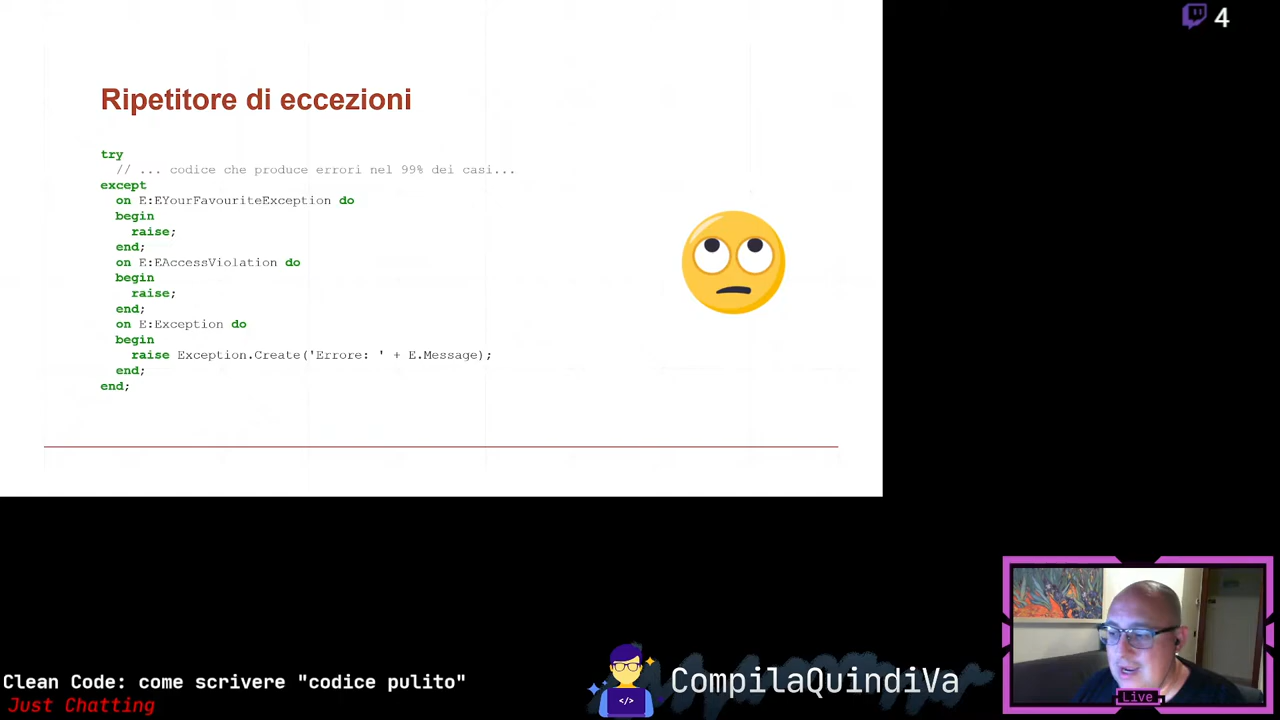 4
Ripetitore di eccezioni
try
// ... codice che produce errori nel 99% dei casi...
except
on E:EYourFavouriteException do
begin
raise;
end;
on E:EAccessViolation do
begin
raise;
end;
on E:Exception do
begin
raise Exception.Create('Errore: ' + E.Message);
end;
end;
Clean Code: come scrivere "codice pulito"
Just Chatting
</>
CompilaQuindiVa
Live